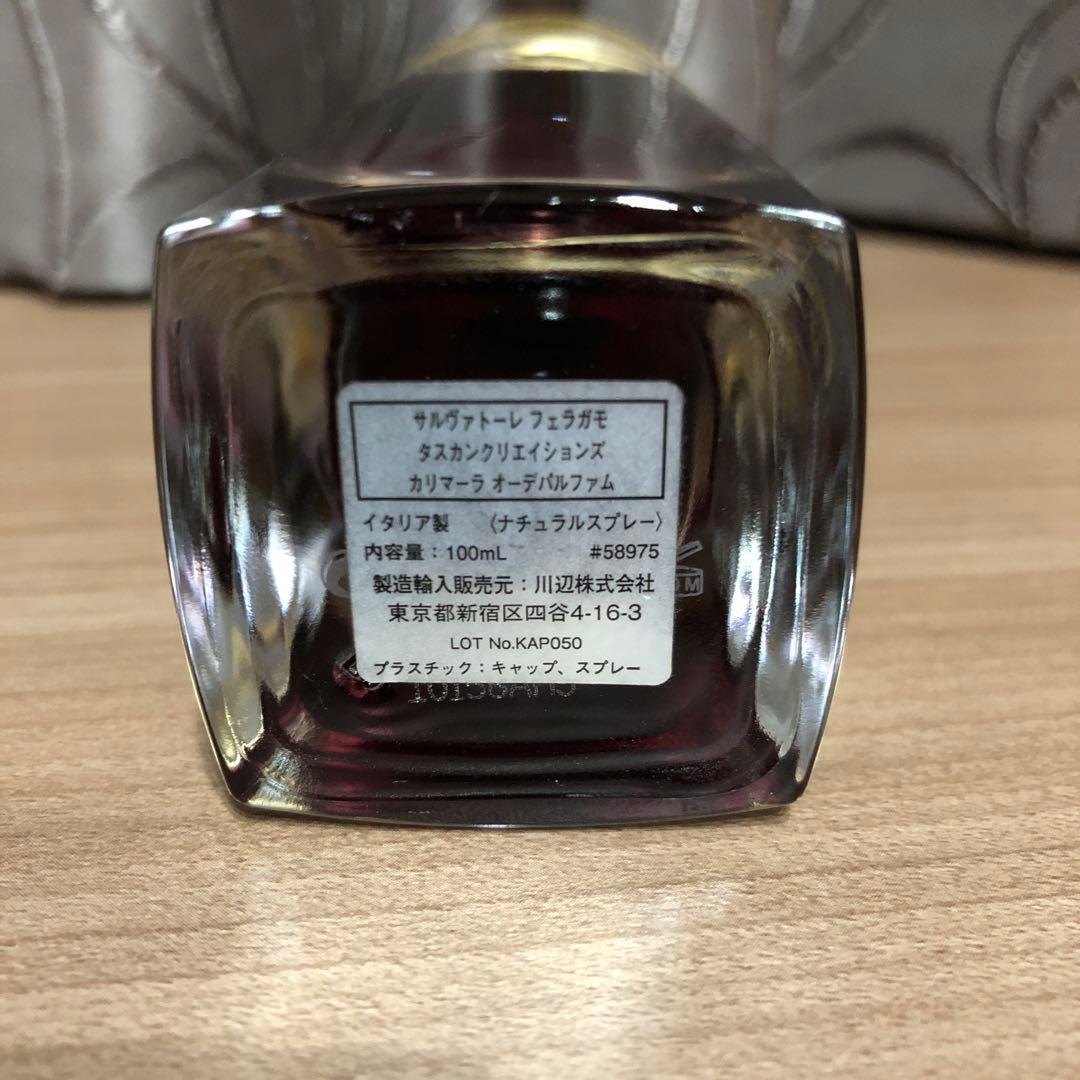 サルヴァトーレ フェラガモ
タスカンクリエイションズ
カリマーラ オーデパルファム
イタリア製 〈ナチュラルスプレー〉
内容量：100mL #58975
製造輸入販売元：川辺株式会社
東京都新宿区四谷4-16-3
LOT No.KAP050
プラスチック：キャップ、スプレー